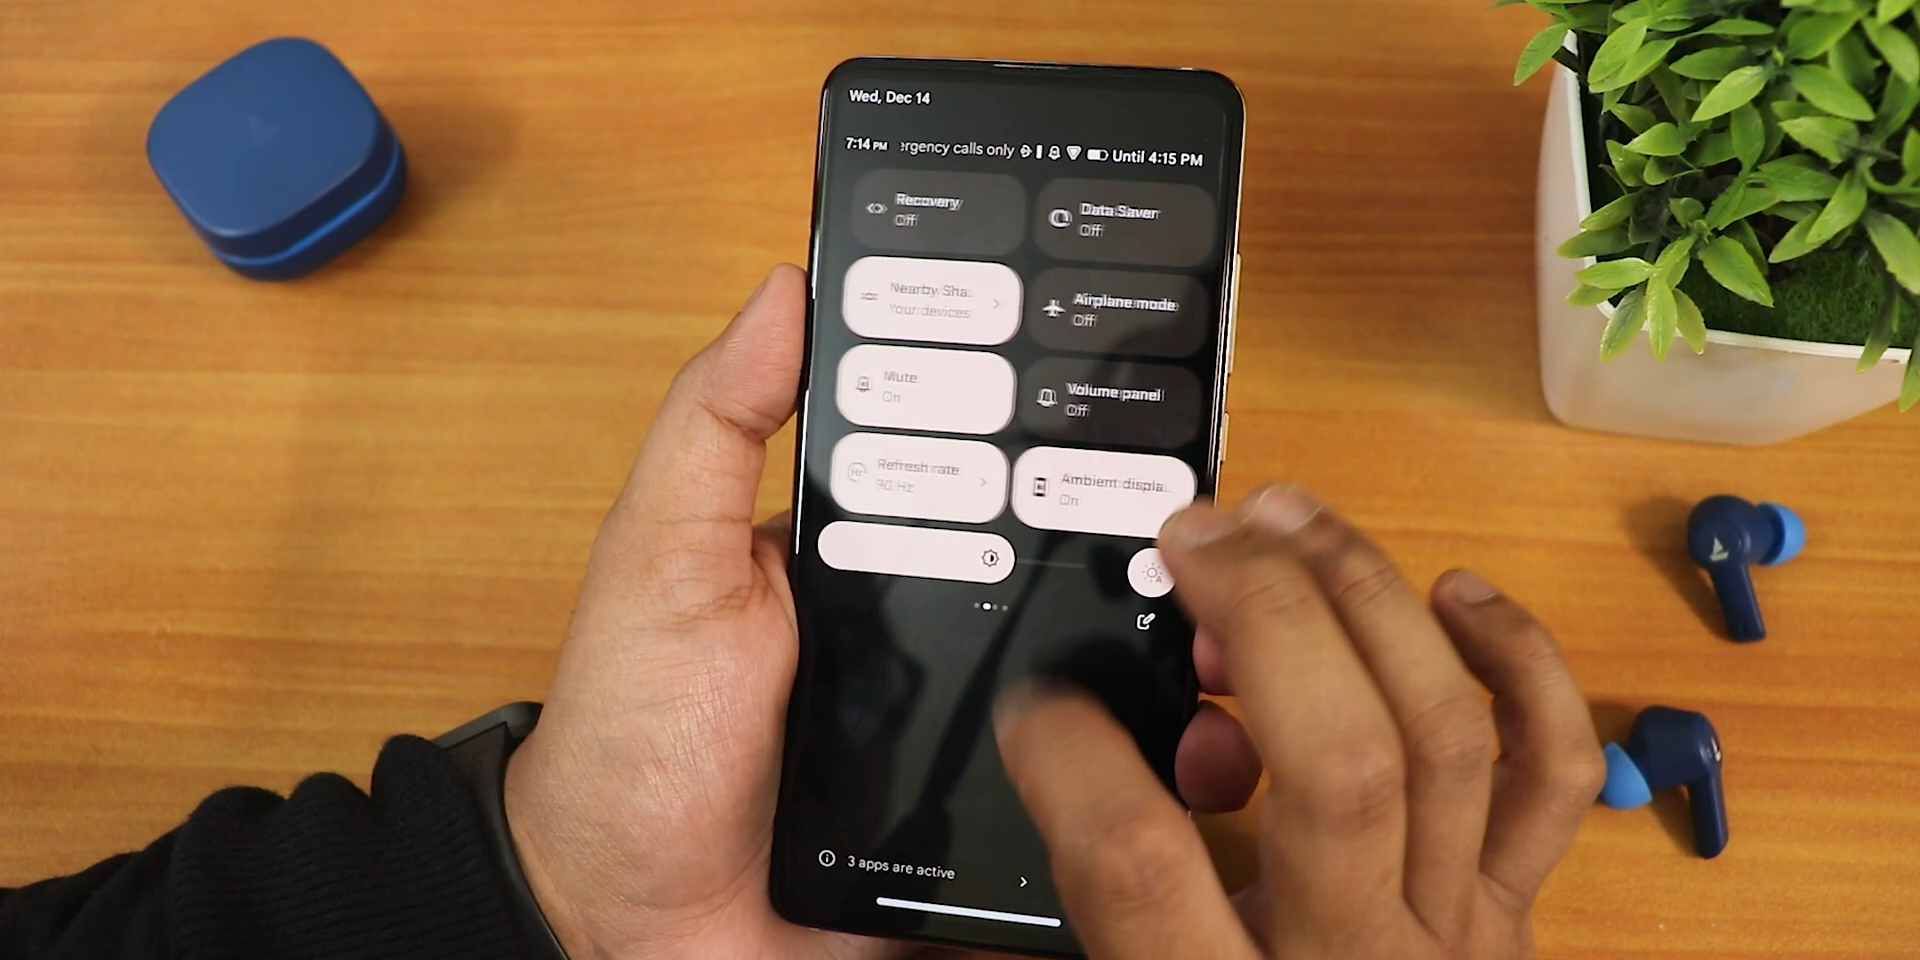 Wed, Dec 14
7:14 PM ergency calls only Until 4:15 PM
Recovery
Off
Data Saver
Off
Nearby Sha...
Your devices
Airplane mode
Off
Mute
On
Volume panel
Off
Refresh rate
90 Hz
Ambient displa...
On
3 apps are active